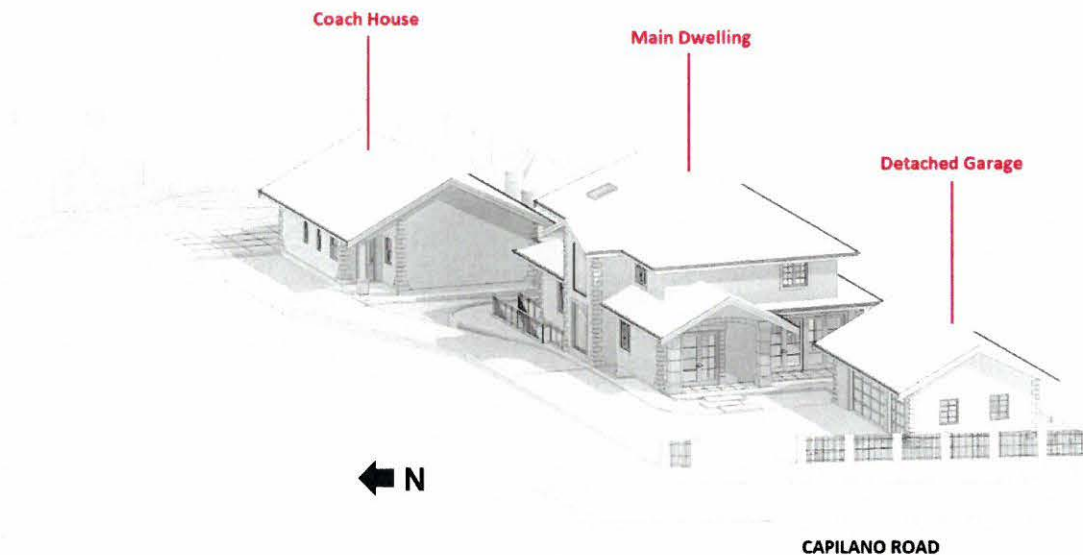 Coach House
Main Dwelling
Detached Garage
N
CAPILANO ROAD